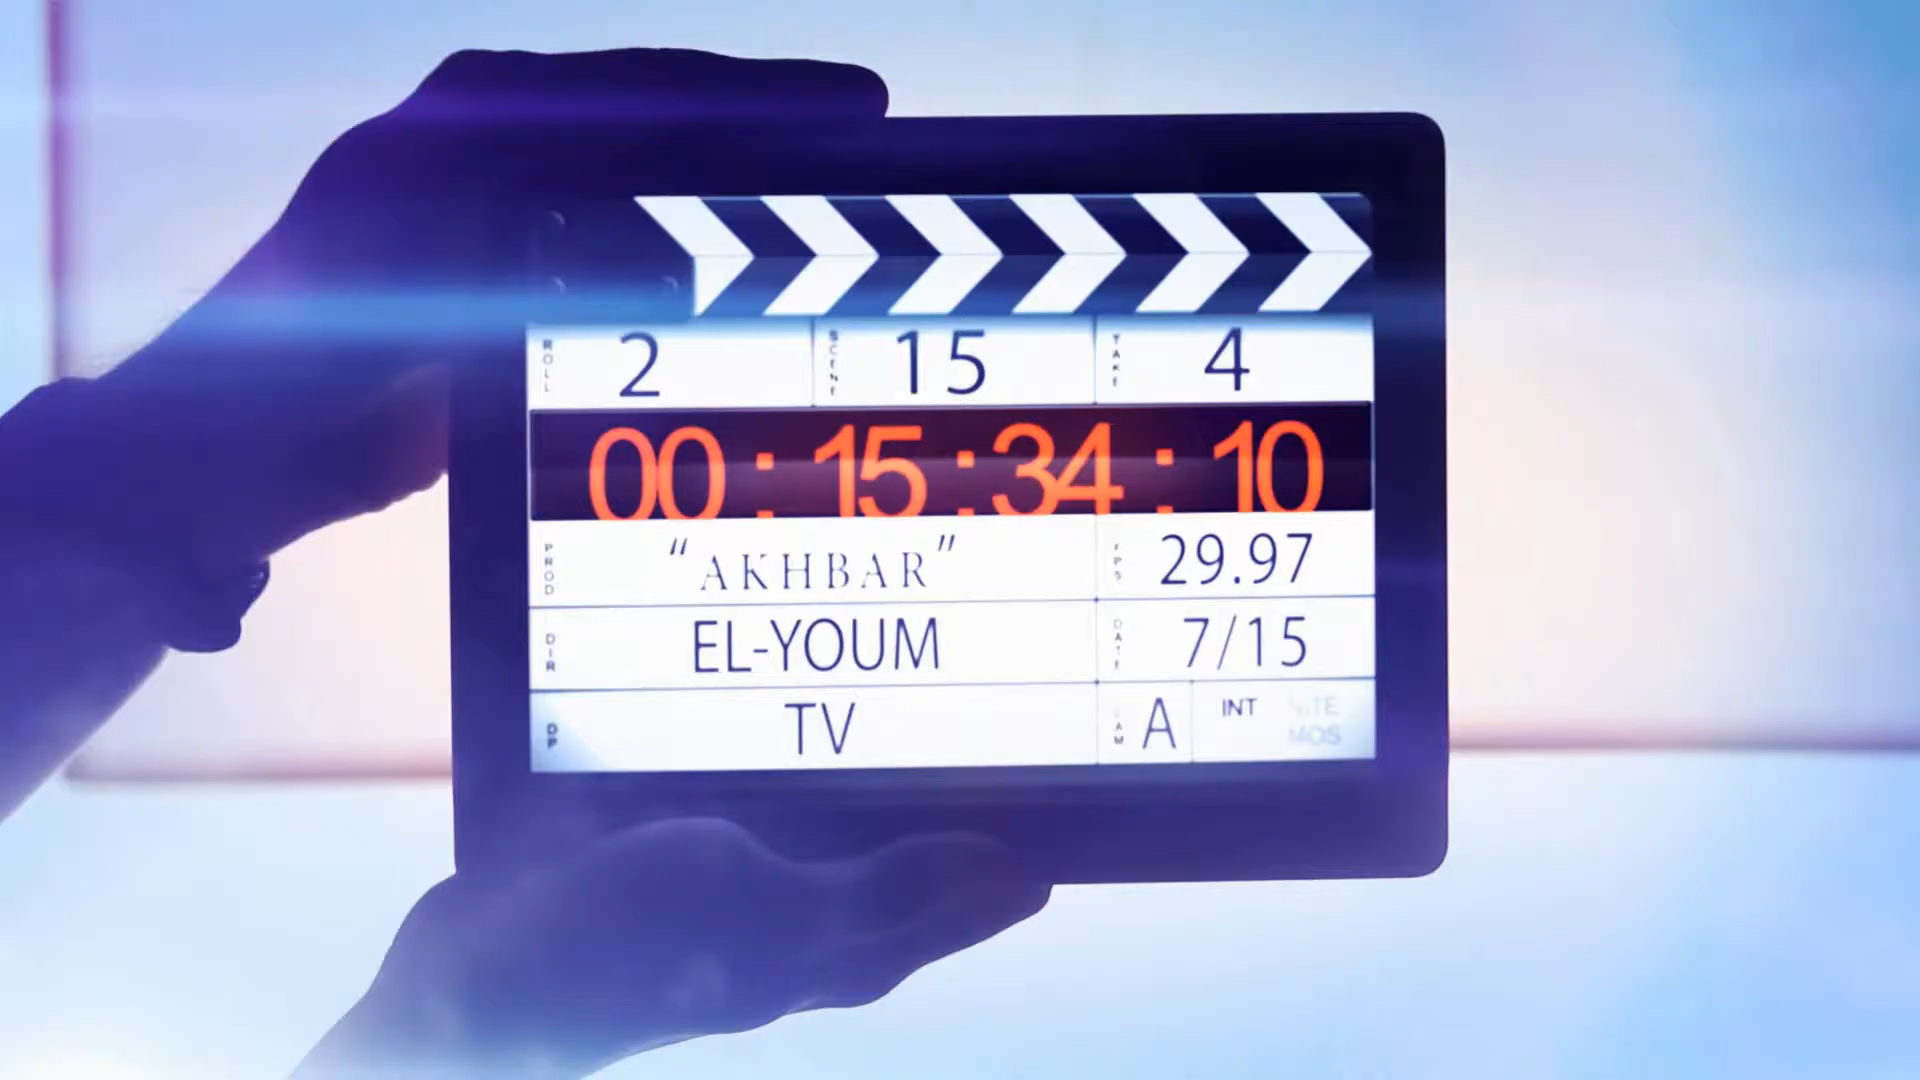 ROLL 2 SCENE 15 TAKE 4
00:15:34:10
PROD "AKHBAR" FPS 29.97
DIR EL-YOUM DATE 7/15
DP TV CAM A INT
MOS